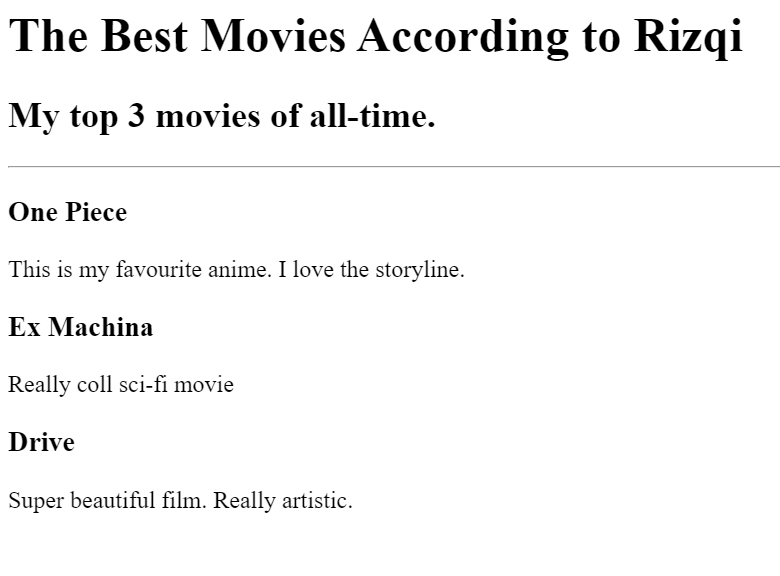 The Best Movies According to Rizqi
My top 3 movies of all-time.
One Piece
This is my favourite anime. I love the storyline.
Ex Machina
Really coll sci-fi movie
Drive
Super beautiful film. Really artistic.